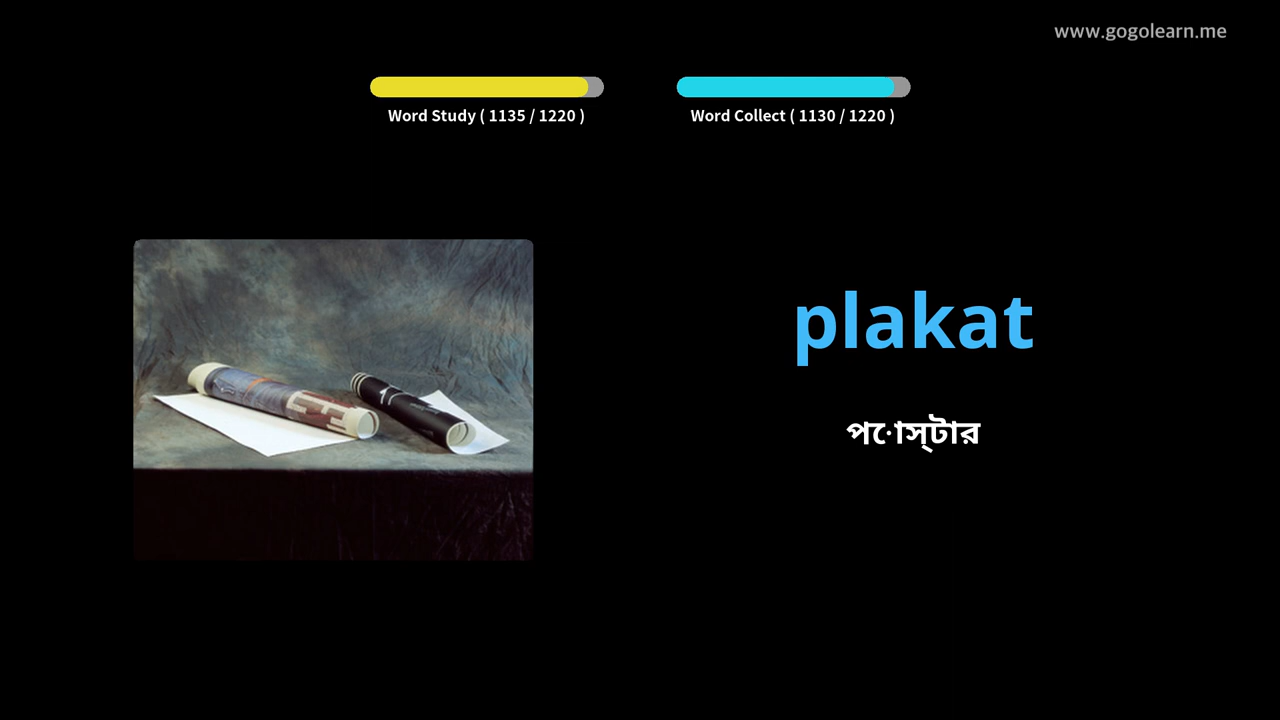 www.gogolearn.me
Word Study ( 1135 / 1220 )
Word Collect ( 1130 / 1220 )
plakat
পোস্টার